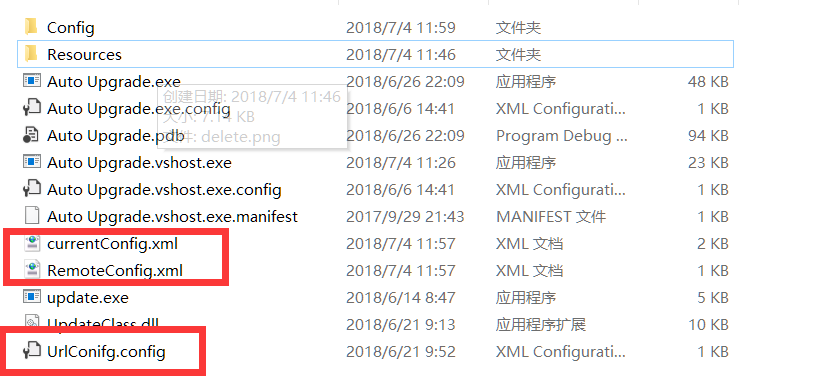 Config 2018/7/4 11:59 文件夹
Resources 2018/7/4 11:46 文件夹
Auto Upgrade.exe 2018/6/26 22:09 应用程序 48 KB
创建日期: 2018/7/4 11:46
Auto Upgrade.exe.config 2018/6/6 14:41 XML Configurati... 1 KB
大小: 7.14 KB
Auto Upgrade.pdb 2018/6/26 22:09 Program Debug ... 94 KB
delete.png
Auto Upgrade.vshost.exe 2018/7/4 11:26 应用程序 23 KB
Auto Upgrade.vshost.exe.config 2018/6/6 14:41 XML Configurati... 1 KB
Auto Upgrade.vshost.exe.manifest 2017/9/29 21:43 MANIFEST 文件 1 KB
currentConfig.xml 2018/7/4 11:57 XML 文档 2 KB
RemoteConfig.xml 2018/7/4 11:57 XML 文档 1 KB
update.exe 2018/6/14 8:47 应用程序 5 KB
UpdateClass.dll 2018/6/21 9:13 应用程序扩展 10 KB
UrlConifg.config 2018/6/21 9:52 XML Configurati... 1 KB